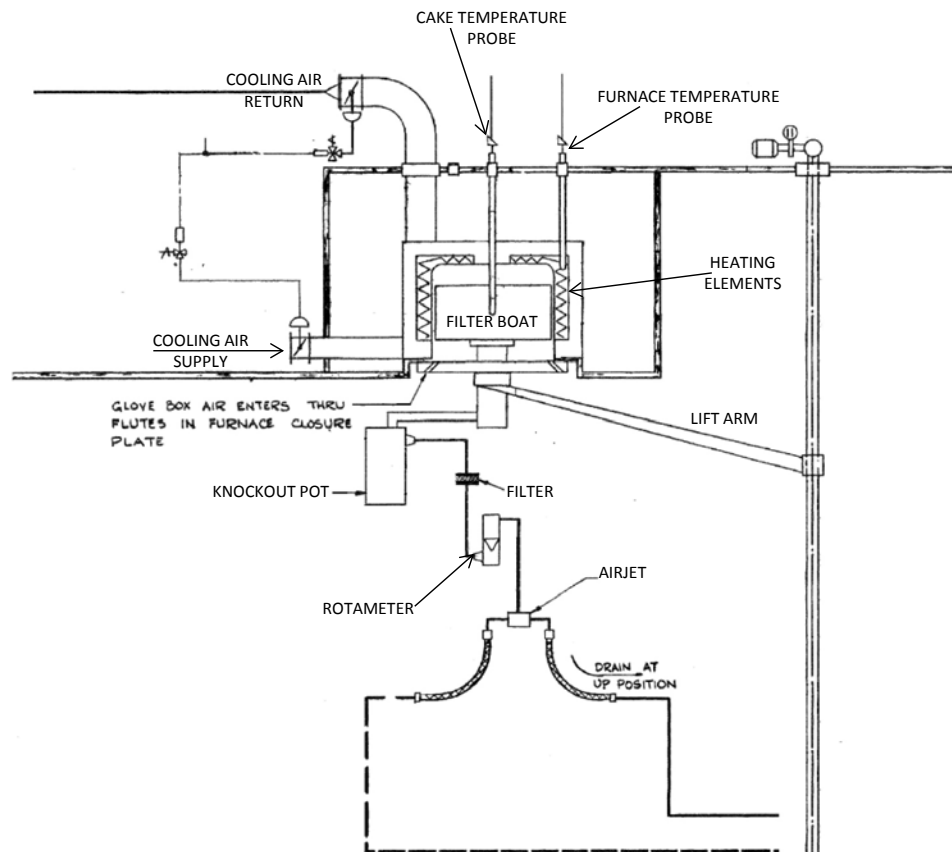 CAKE TEMPERATURE
PROBE
COOLING AIR
RETURN
FURNACE TEMPERATURE
PROBE
HEATING
ELEMENTS
FILTER BOAT
COOLING AIR
SUPPLY
GLOVE BOX AIR ENTERS THRU
FLUTES IN FURNACE CLOSURE
PLATE
LIFT ARM
KNOCKOUT POT
FILTER
AIRJET
ROTAMETER
DRAIN AT
UP POSITION